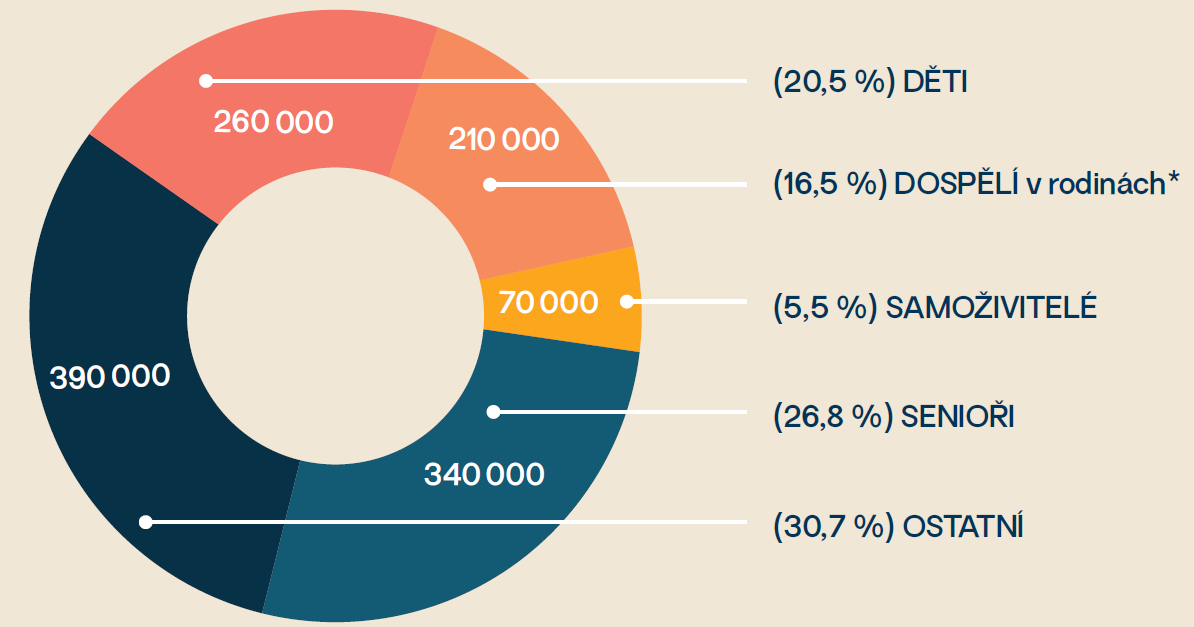 (20,5 %) DĚTI
260 000
210 000
(16,5 %) DOSPĚLÍ v rodinách*
70 000
(5,5 %) SAMOŽIVITELÉ
390 000
(26,8 %) SENIOŘI
340 000
(30,7 %) OSTATNÍ